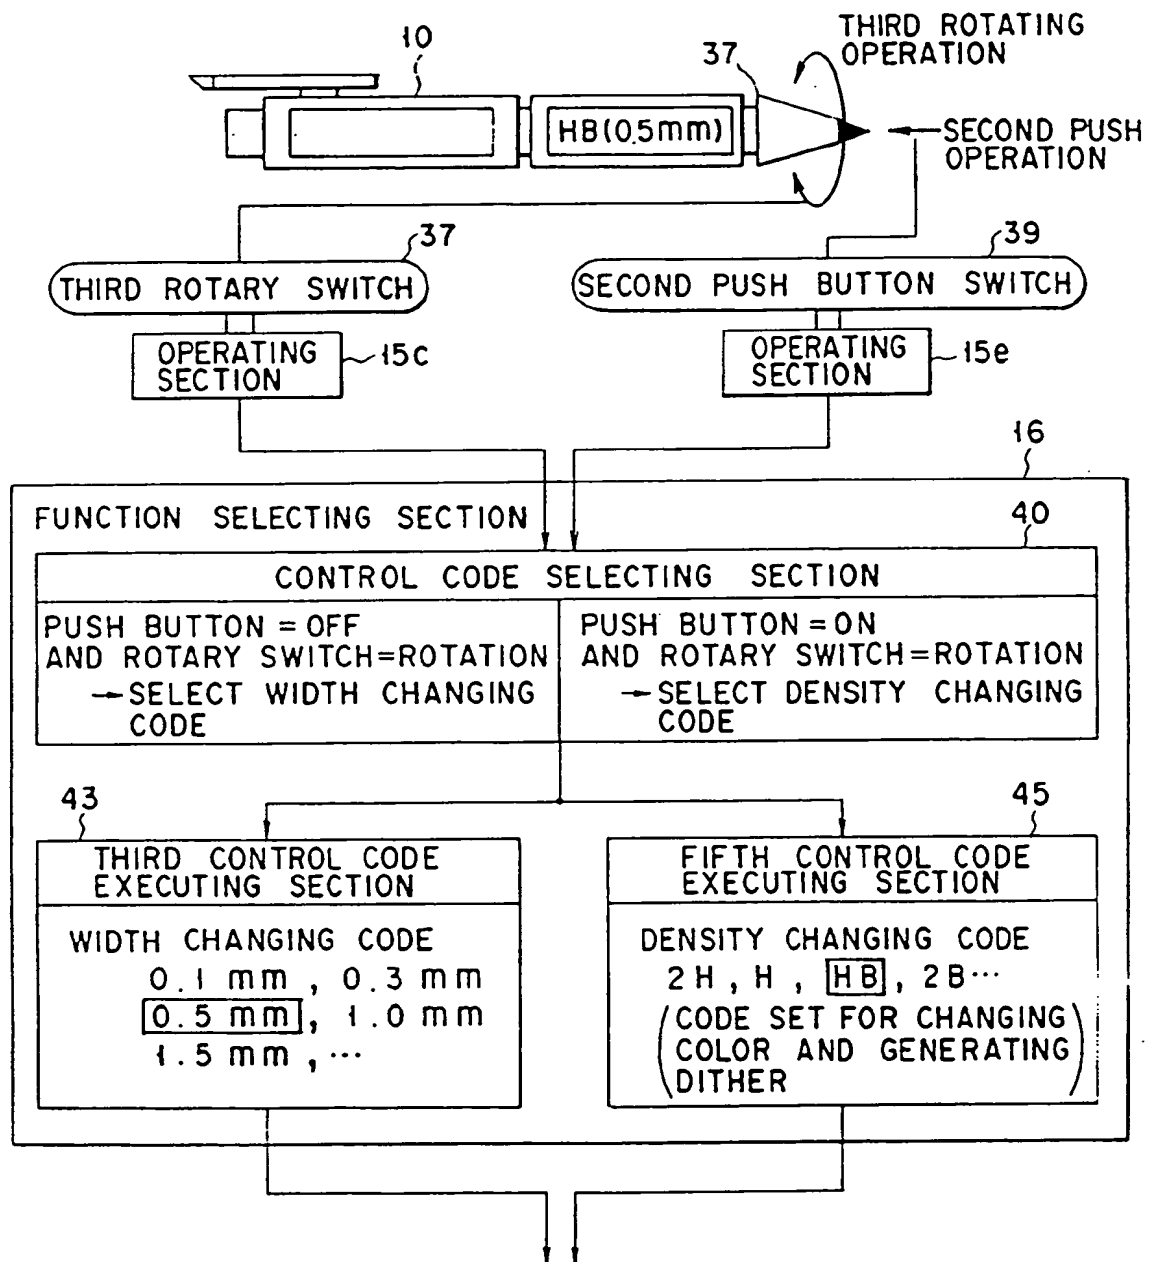 THIRD ROTATING
OPERATION
10
37
HB(0.5mm)
SECOND PUSH
OPERATION
37
39
THIRD ROTARY SWITCH
SECOND PUSH BUTTON SWITCH
OPERATING
SECTION
15c
OPERATING
SECTION
15e
16
FUNCTION SELECTING SECTION
40
CONTROL CODE SELECTING SECTION
PUSH BUTTON = OFF
AND ROTARY SWITCH=ROTATION
→ SELECT WIDTH CHANGING
CODE
PUSH BUTTON = ON
AND ROTARY SWITCH=ROTATION
→ SELECT DENSITY CHANGING
CODE
43
45
THIRD CONTROL CODE
EXECUTING SECTION
WIDTH CHANGING CODE
0.1 mm , 0.3 mm
0.5 mm , 1.0 mm
1.5 mm , ...
FIFTH CONTROL CODE
EXECUTING SECTION
DENSITY CHANGING CODE
2H , H , HB , 2B...
(CODE SET FOR CHANGING
COLOR AND GENERATING
DITHER)